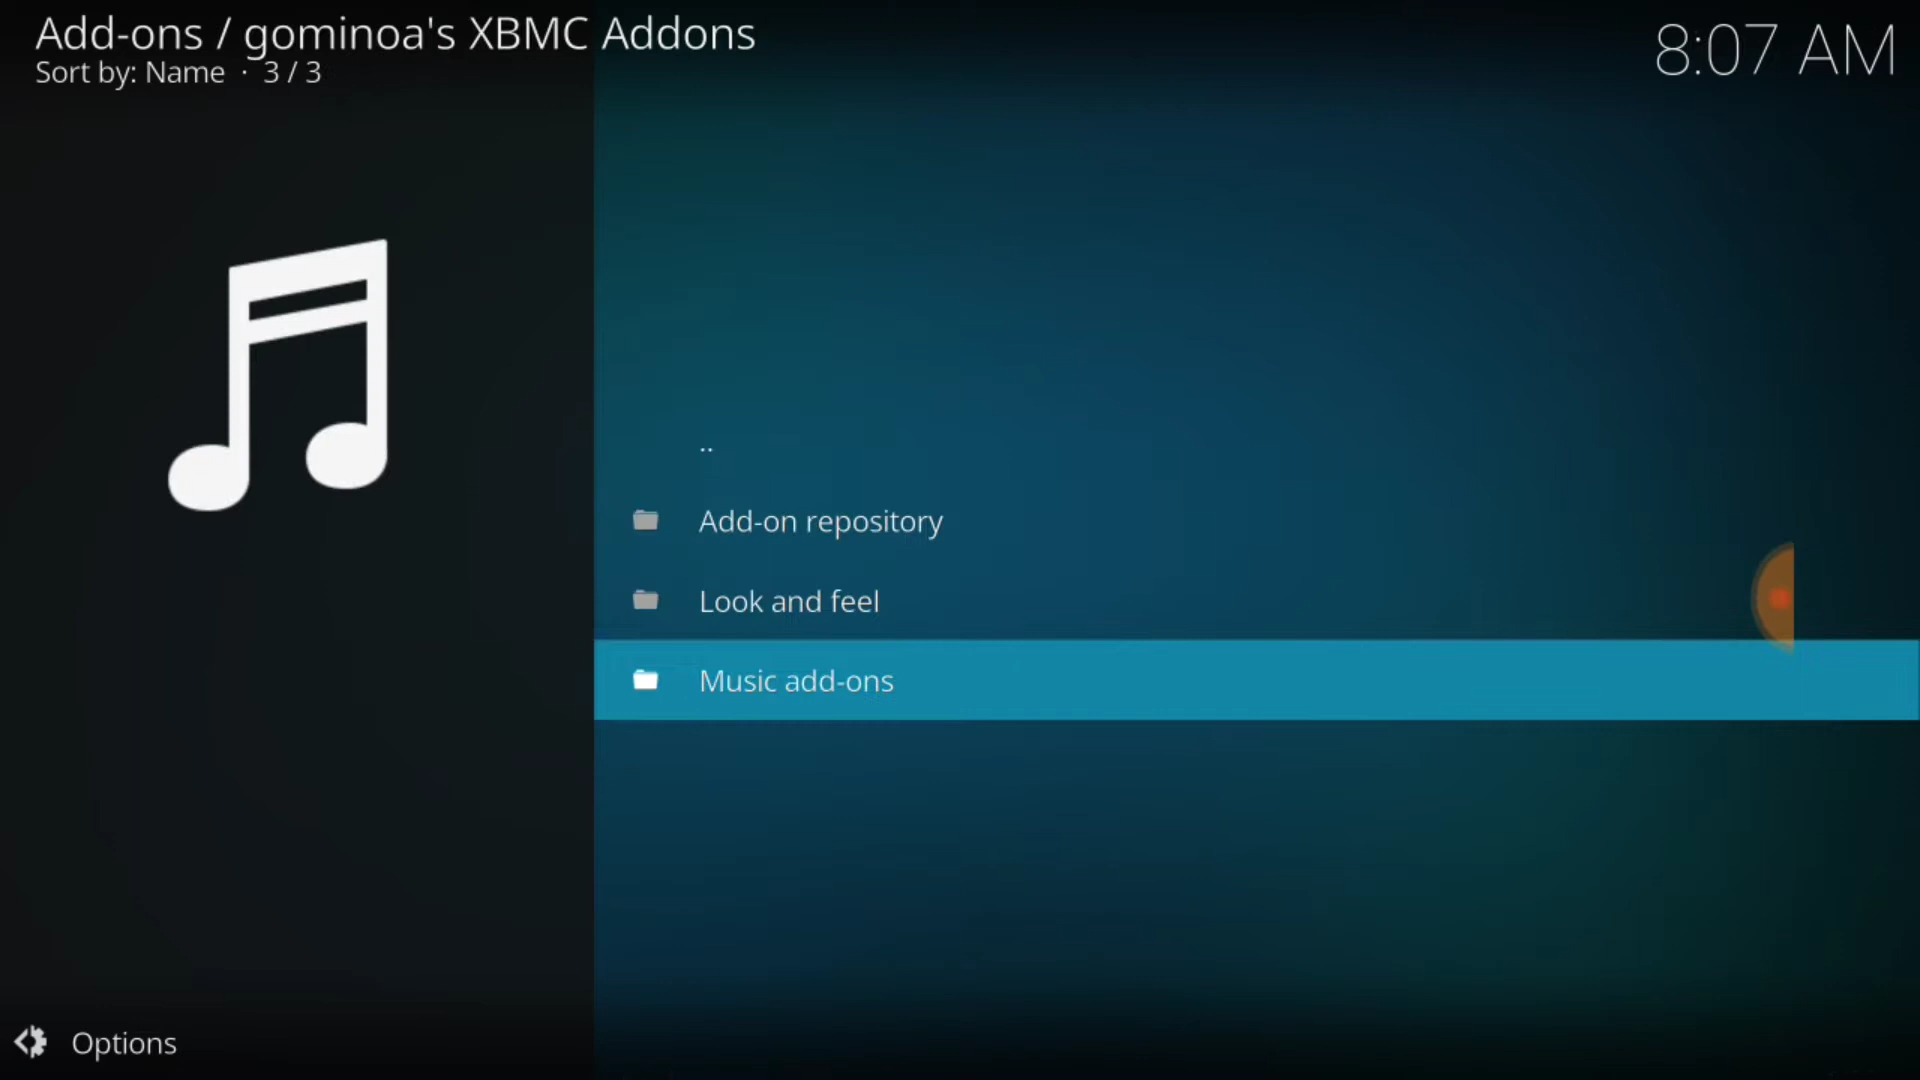 Add-ons / gominoa's XBMC Addons
Sort by: Name · 3 / 3
8:07 AM
..
Add-on repository
Look and feel
Music add-ons
Options